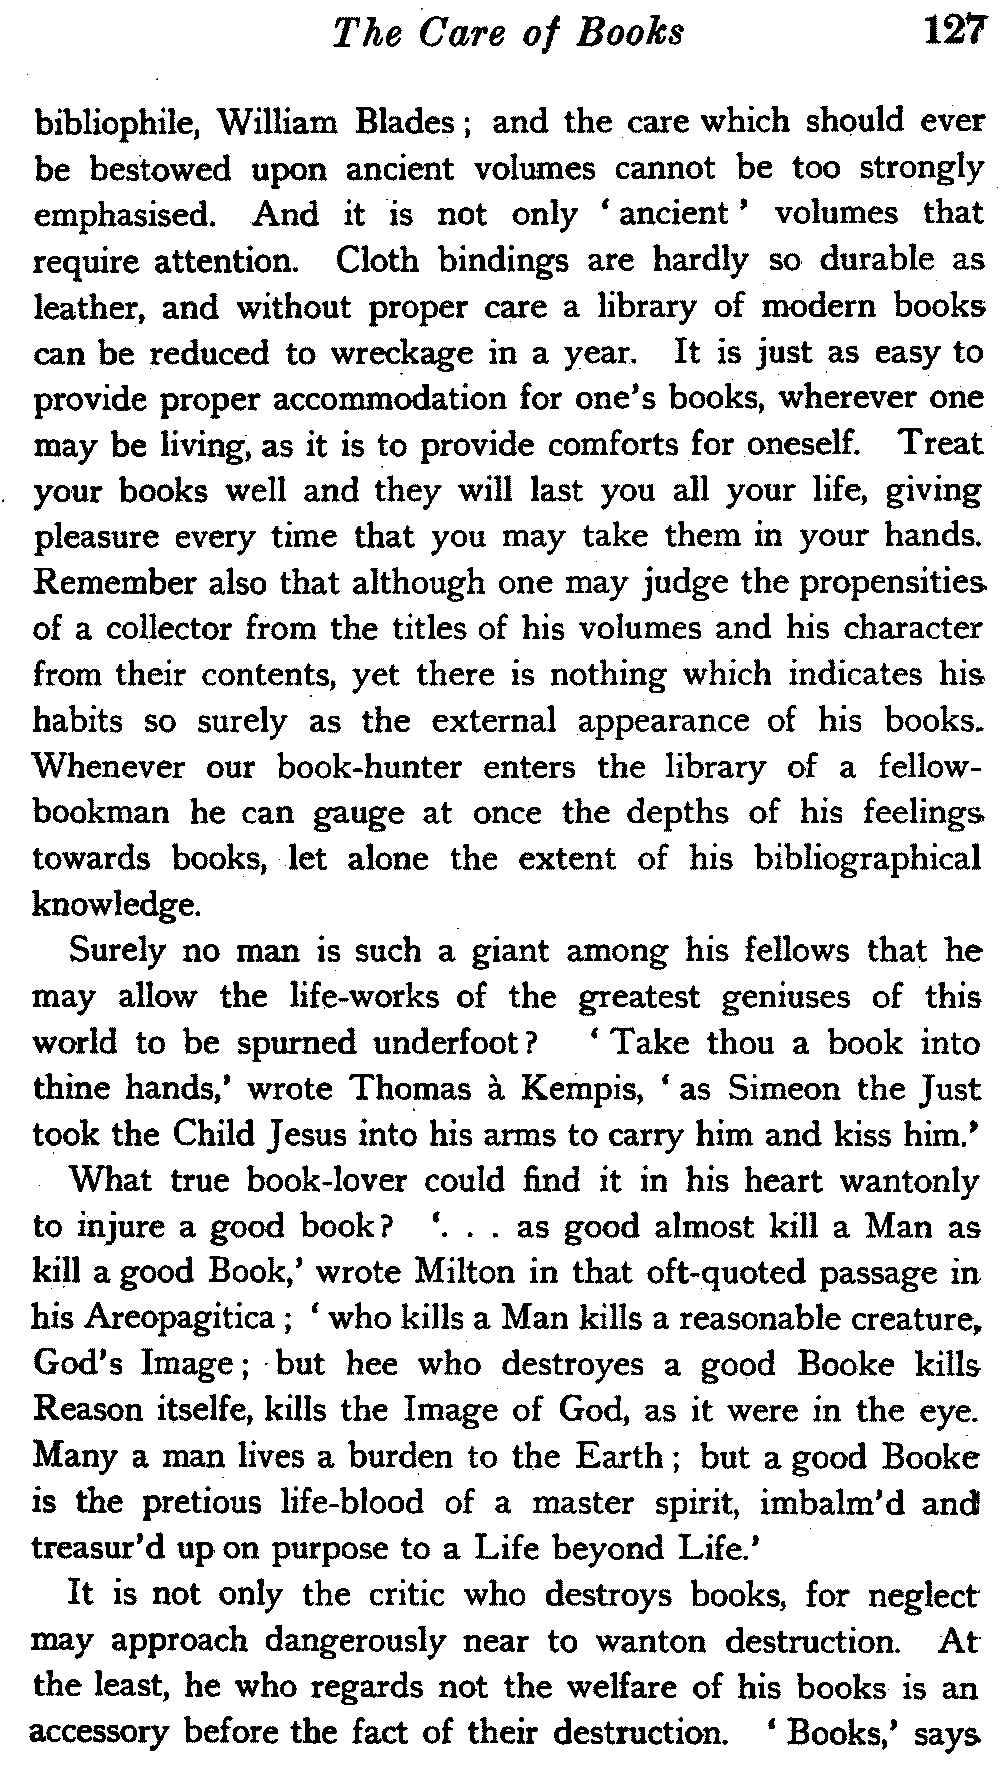 The Care of Books 127
bibliophile, William Blades; and the care which should ever
be bestowed upon ancient volumes cannot be too strongly
emphasised. And it is not only ‘ancient’ volumes that
require attention. Cloth bindings are hardly so durable as
leather, and without proper care a library of modern books
can be reduced to wreckage in a year. It is just as easy to
provide proper accommodation for one's books, wherever one
may be living, as it is to provide comforts for oneself. Treat
your books well and they will last you all your life, giving
pleasure every time that you may take them in your hands.
Remember also that although one may judge the propensities
of a collector from the titles of his volumes and his character
from their contents, yet there is nothing which indicates his
habits so surely as the external appearance of his books.
Whenever our book-hunter enters the library of a fellow-
bookman he can gauge at once the depths of his feelings
towards books, let alone the extent of his bibliographical
knowledge.
Surely no man is such a giant among his fellows that he
may allow the life-works of the greatest geniuses of this
world to be spurned underfoot? ‘Take thou a book into
thine hands,’ wrote Thomas à Kempis, ‘as Simeon the Just
took the Child Jesus into his arms to carry him and kiss him.’
What true book-lover could find it in his heart wantonly
to injure a good book? ‘. . . as good almost kill a Man as
kill a good Book,’ wrote Milton in that oft-quoted passage in
his Areopagitica; ‘who kills a Man kills a reasonable creature,
God's Image; but hee who destroyes a good Booke kills
Reason itselfe, kills the Image of God, as it were in the eye.
Many a man lives a burden to the Earth; but a good Booke
is the pretious life-blood of a master spirit, imbalm'd and
treasur'd up on purpose to a Life beyond Life.’
It is not only the critic who destroys books, for neglect
may approach dangerously near to wanton destruction. At
the least, he who regards not the welfare of his books is an
accessory before the fact of their destruction. ‘Books,’ says